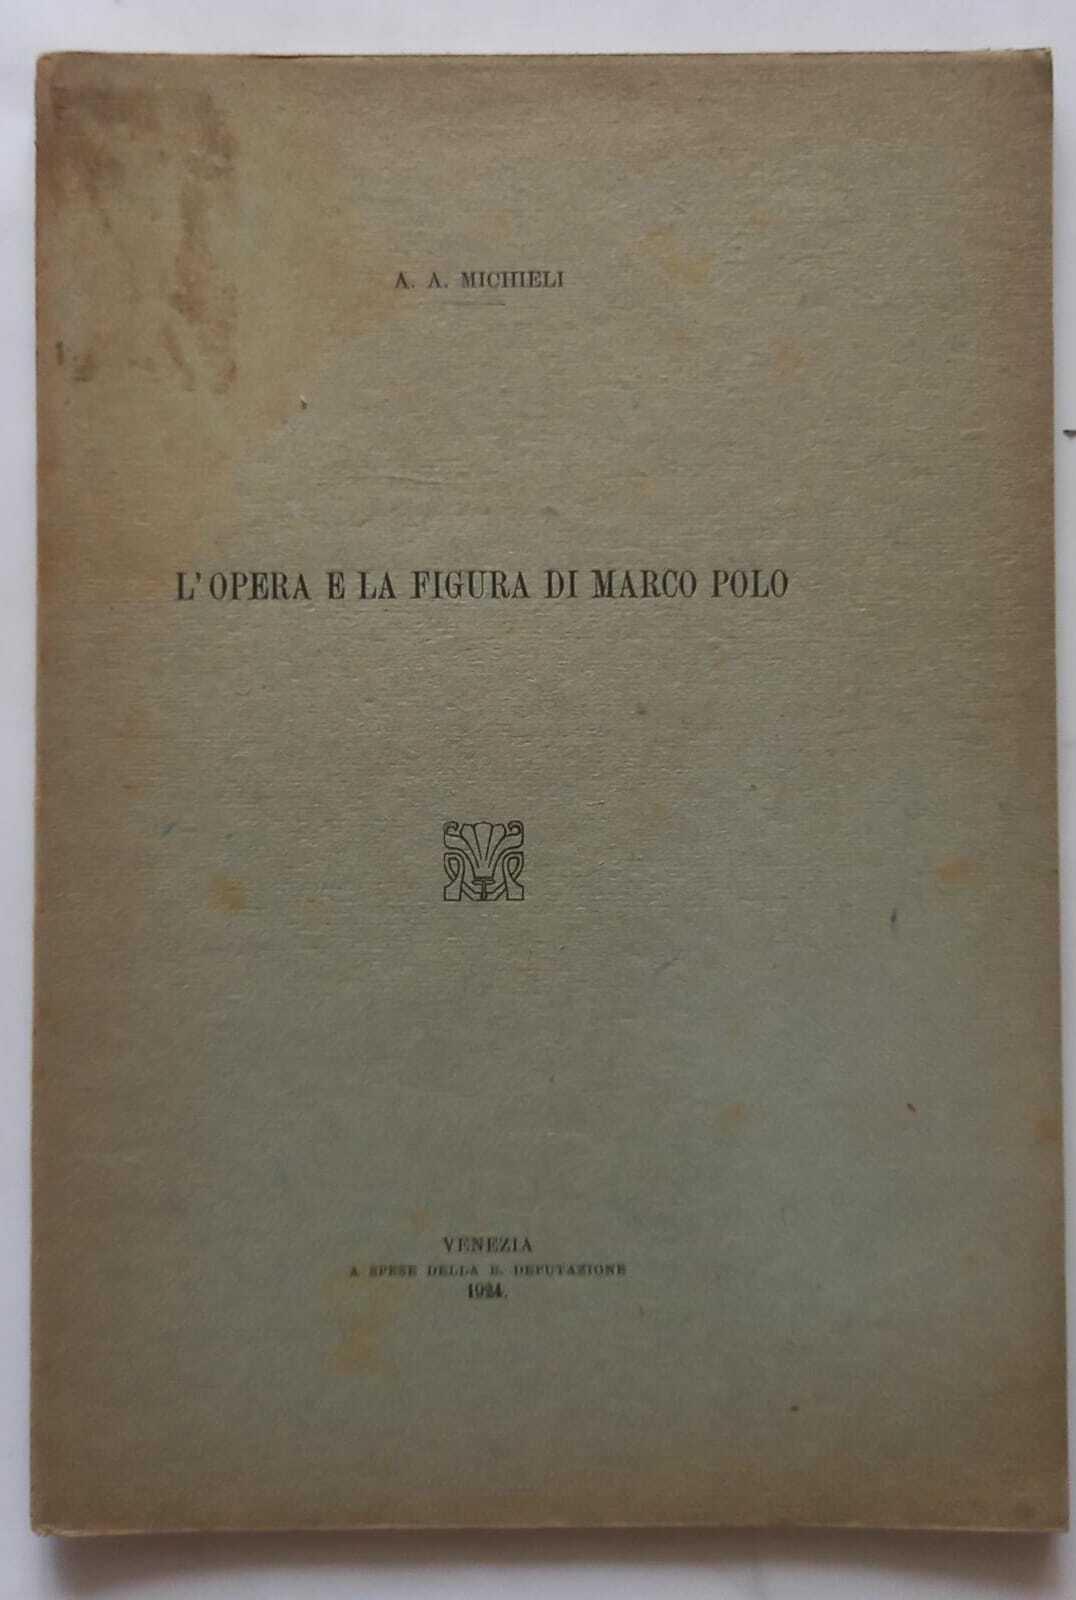 A. A. MICHIELI
L'OPERA E LA FIGURA DI MARCO POLO
VENEZIA
A SPESE DELLA R. DEPUTAZIONE
1924.